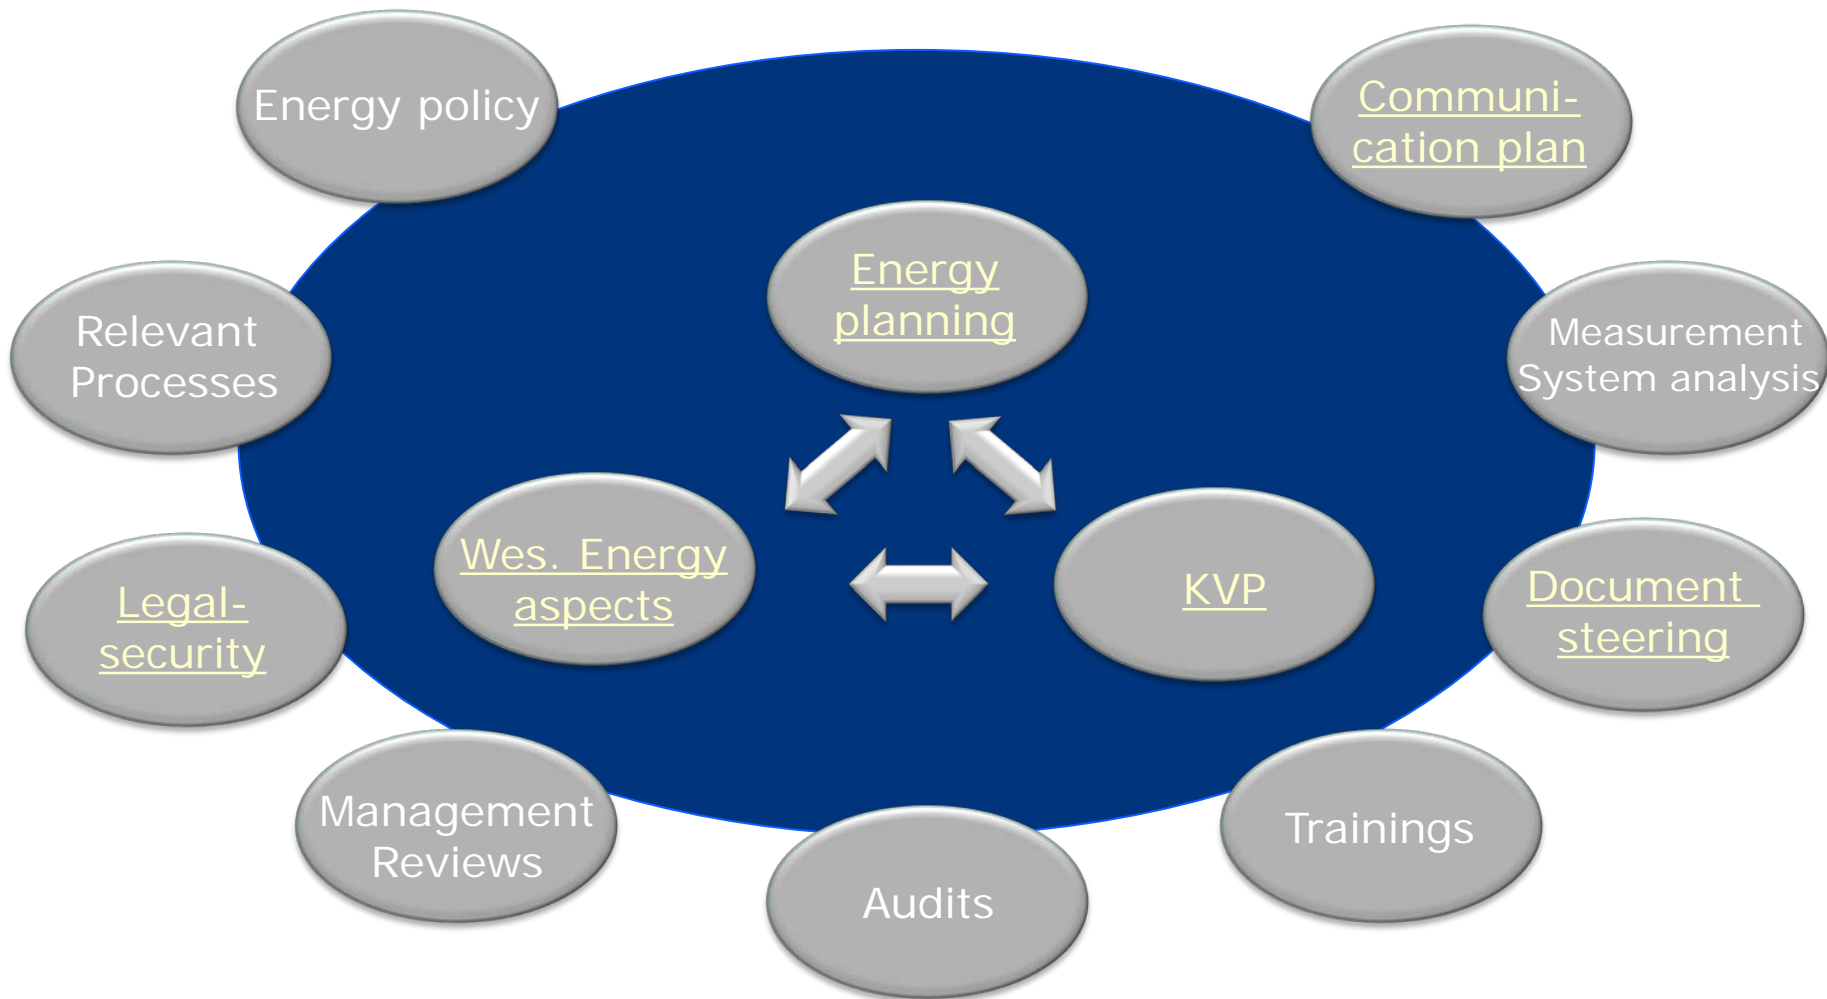 Energy policy
Communi-
cation plan
Energy
planning
Relevant
Processes
Measurement
System analysis
Wes. Energy
aspects
KVP
Legal-
security
Document
steering
Management
Reviews
Audits
Trainings